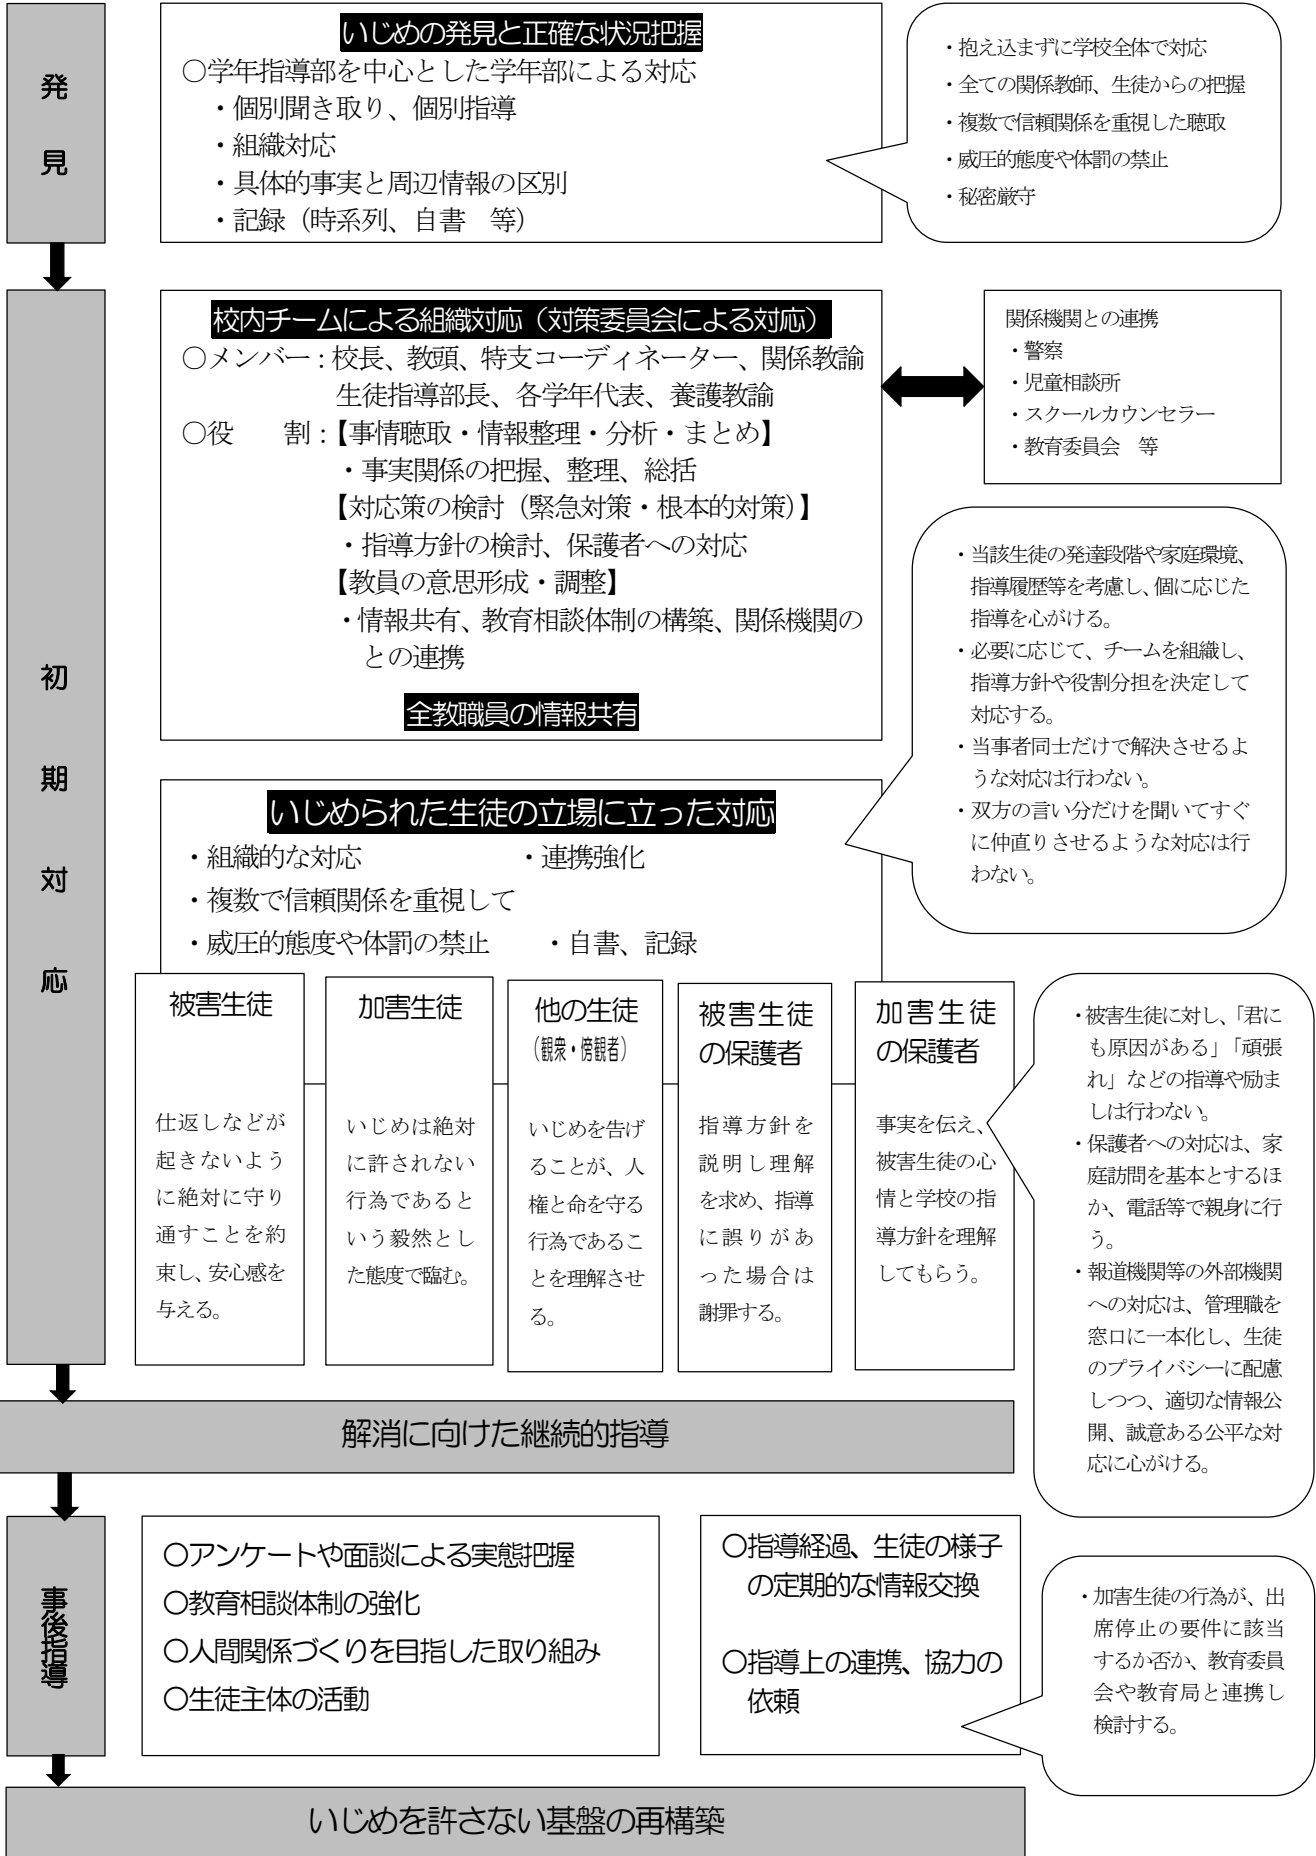 発見
いじめの発見と正確な状況把握
○学年指導部を中心とした学年部による対応
・個別聞き取り、個別指導
・組織対応
・具体的事実と周辺情報の区別
・記録（時系列、自書　等）
・抱え込まずに学校全体で対応
・全ての関係教師、生徒からの把握
・複数で信頼関係を重視した聴取
・威圧的態度や体罰の禁止
・秘密厳守
初期対応
校内チームによる組織対応（対策委員会による対応）
○メンバー：校長、教頭、特支コーディネーター、関係教諭
生徒指導部長、各学年代表、養護教諭
○役　　割：【事情聴取・情報整理・分析・まとめ】
・事実関係の把握、整理、総括
【対応策の検討（緊急対策・根本的対策）】
・指導方針の検討、保護者への対応
【教員の意思形成・調整】
・情報共有、教育相談体制の構築、関係機関の
との連携
全教職員の情報共有
関係機関との連携
・警察
・児童相談所
・スクールカウンセラー
・教育委員会　等
・当該生徒の発達段階や家庭環境、
指導履歴等を考慮し、個に応じた
指導を心がける。
・必要に応じて、チームを組織し、
指導方針や役割分担を決定して
対応する。
・当事者同士だけで解決させるよ
うな対応は行わない。
・双方の言い分だけを聞いてすぐ
に仲直りさせるような対応は行
わない。
いじめられた生徒の立場に立った対応
・組織的な対応　　　　　　・連携強化
・複数で信頼関係を重視して
・威圧的態度や体罰の禁止　　・自書、記録
被害生徒
仕返しなどが
起きないよう
に絶対に守り
通すことを約
束し、安心感を
与える。
加害生徒
いじめは絶対
に許されない
行為であると
いう毅然とし
た態度で臨む。
他の生徒
（観衆・傍観者）
いじめを告げ
ることが、人
権と命を守る
行為であるこ
とを理解させ
る。
被害生徒
の保護者
指導方針を
説明し理解
を求め、指導
に誤りがあ
った場合は
謝罪する。
加害生徒
の保護者
事実を伝え、
被害生徒の心
情と学校の指
導方針を理解
してもらう。
・被害生徒に対し、「君に
も原因がある」「頑張
れ」などの指導や励ま
しは行わない。
・保護者への対応は、家
庭訪問を基本とするほ
か、電話等で親身に行
う。
・報道機関等の外部機関
への対応は、管理職を
窓口に一本化し、生徒
のプライバシーに配慮
しつつ、適切な情報公
開、誠意ある公平な対
応に心がける。
解消に向けた継続的指導
事後指導
○アンケートや面談による実態把握
○教育相談体制の強化
○人間関係づくりを目指した取り組み
○生徒主体の活動
○指導経過、生徒の様子
の定期的な情報交換
○指導上の連携、協力の
依頼
・加害生徒の行為が、出
席停止の要件に該当
するか否か、教育委員
会や教育局と連携し
検討する。
いじめを許さない基盤の再構築